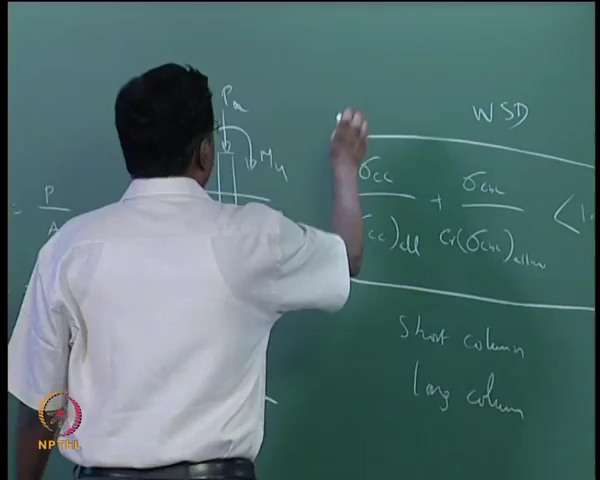 WSD
Pu
Mu
= P σcc + σcbc < 1.
A σcc)all Cr(σcbc)allow
Short column
Long column
NPTEL